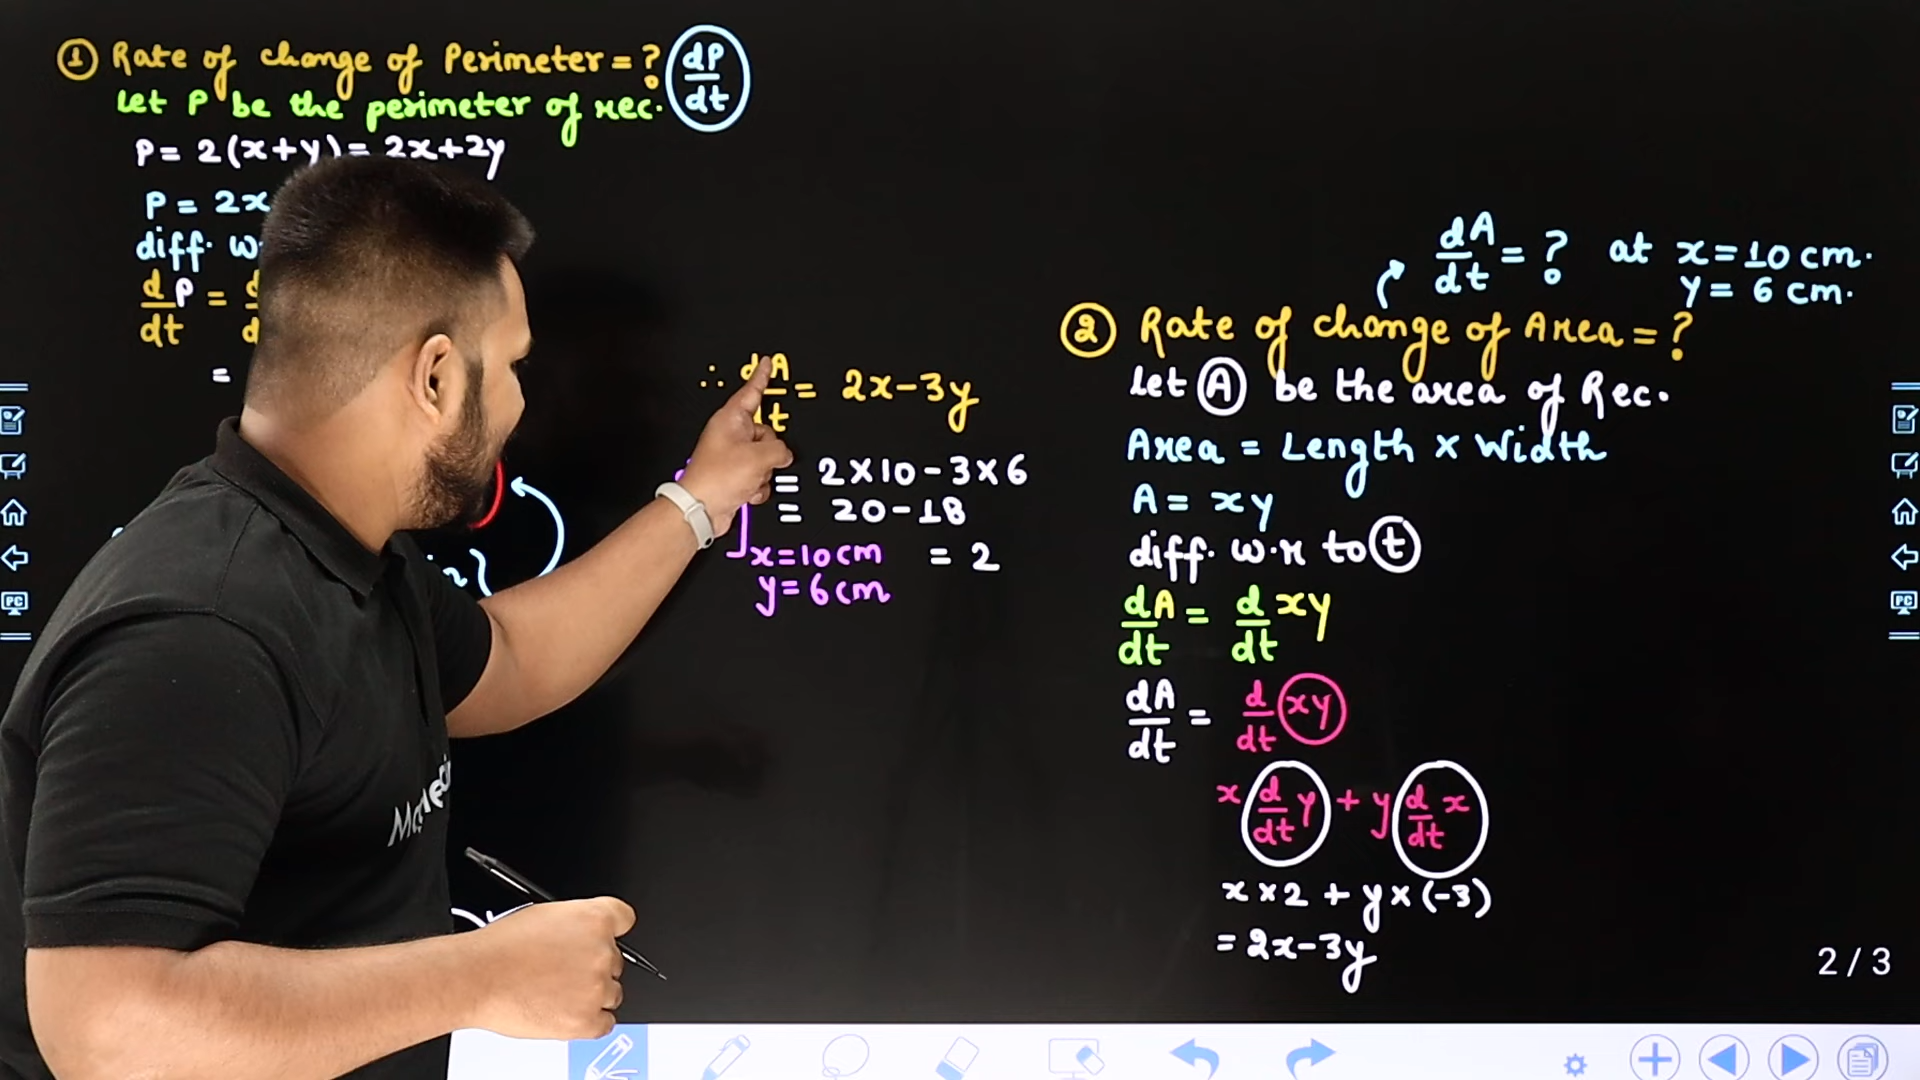 ① Rate of change of Perimeter = ? dP/dt
Let P be the perimeter of rec.
P = 2(x+y) = 2x+2y
P = 2x
diff. w.
d/dt P = d
=
∴ dA/dt = 2x-3y
= 2×10-3×6
= 20-18
x=10cm = 2
y=6cm
dA/dt = ? at x=10 cm.
y = 6 cm.
② Rate of change of Area = ?
Let A be the area of Rec.
Area = Length × Width
A = xy
diff. w.r to t
d/dt A = d/dt xy
dA/dt = d/dt xy
x d/dt y + y d/dt x
x×2 + y×(-3)
= 2x-3y
2/3
PC
PC